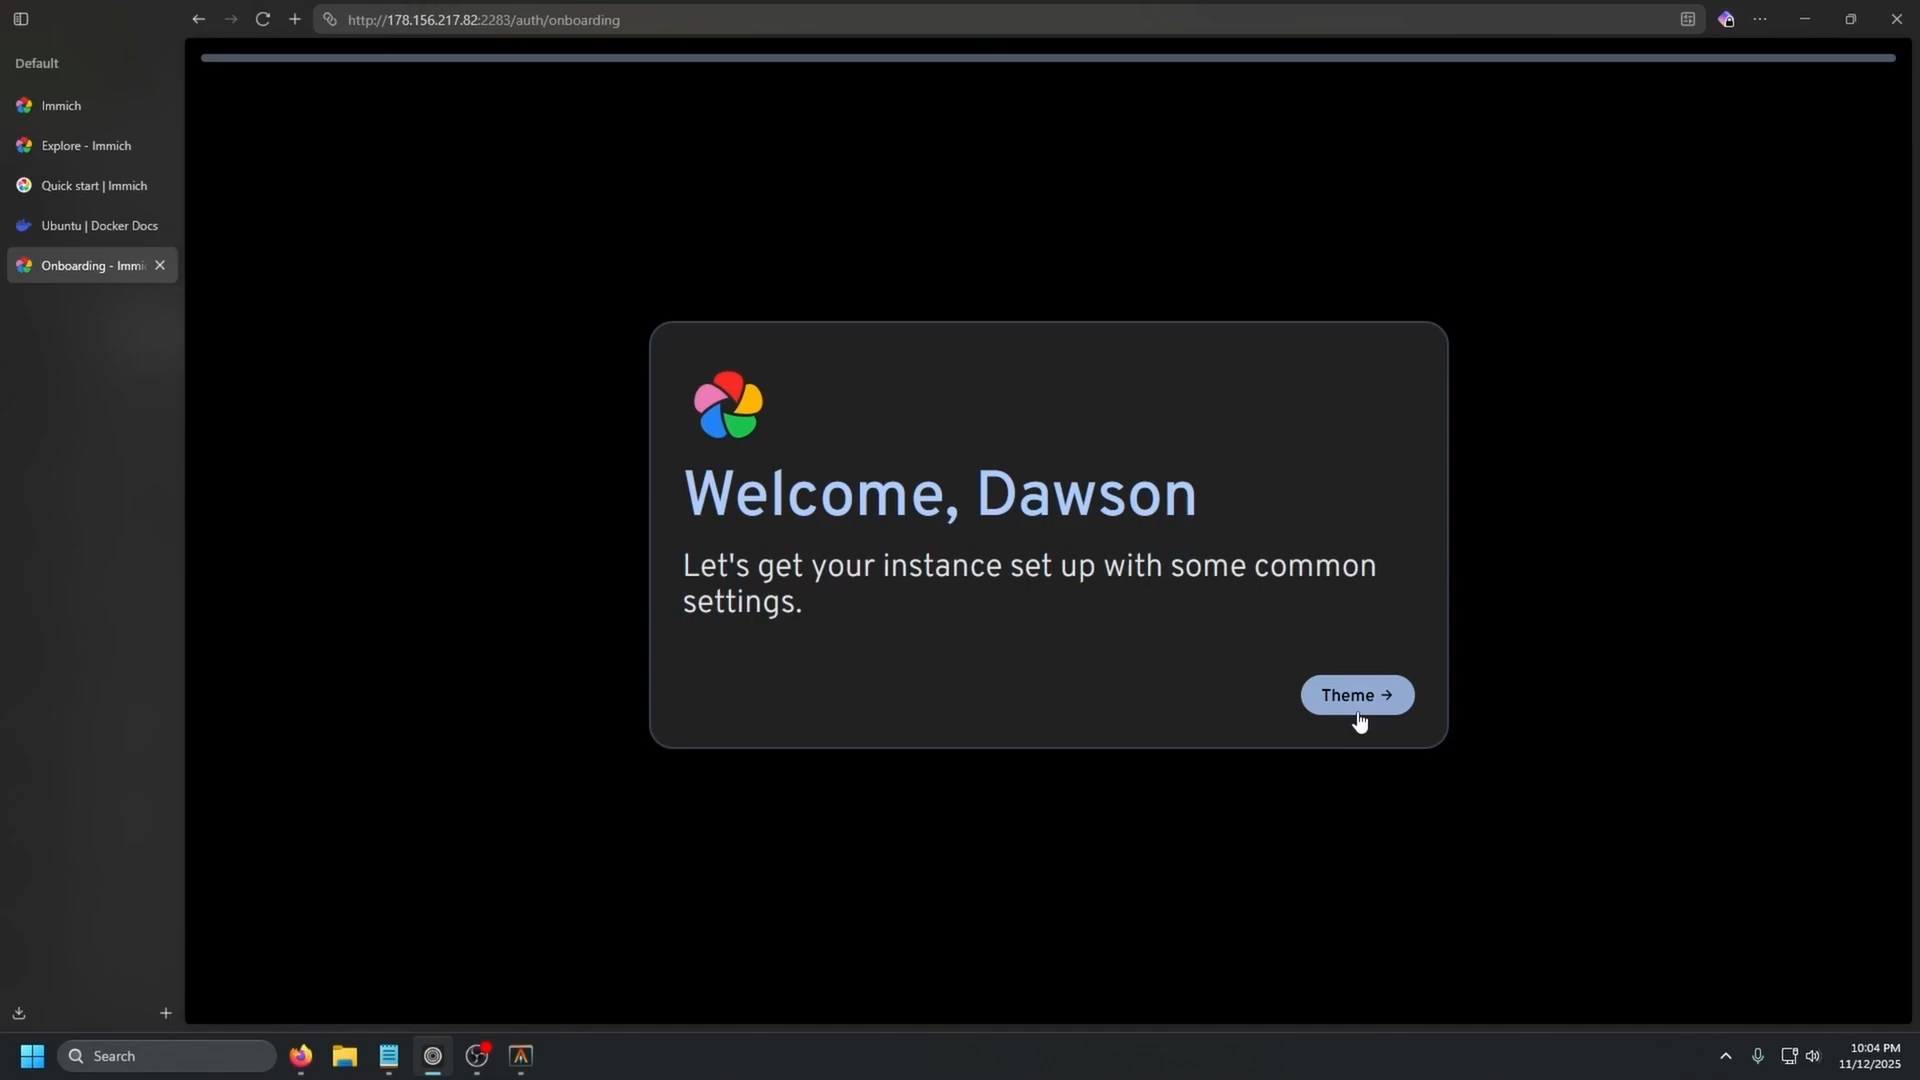 http://178.156.217.82:2283/auth/onboarding
Default
Immich
Explore - Immich
Quick start | Immich
Ubuntu | Docker Docs
Onboarding - Immi
Welcome, Dawson
Let's get your instance set up with some common
settings.
Theme →
Search
10:04 PM
11/12/2025